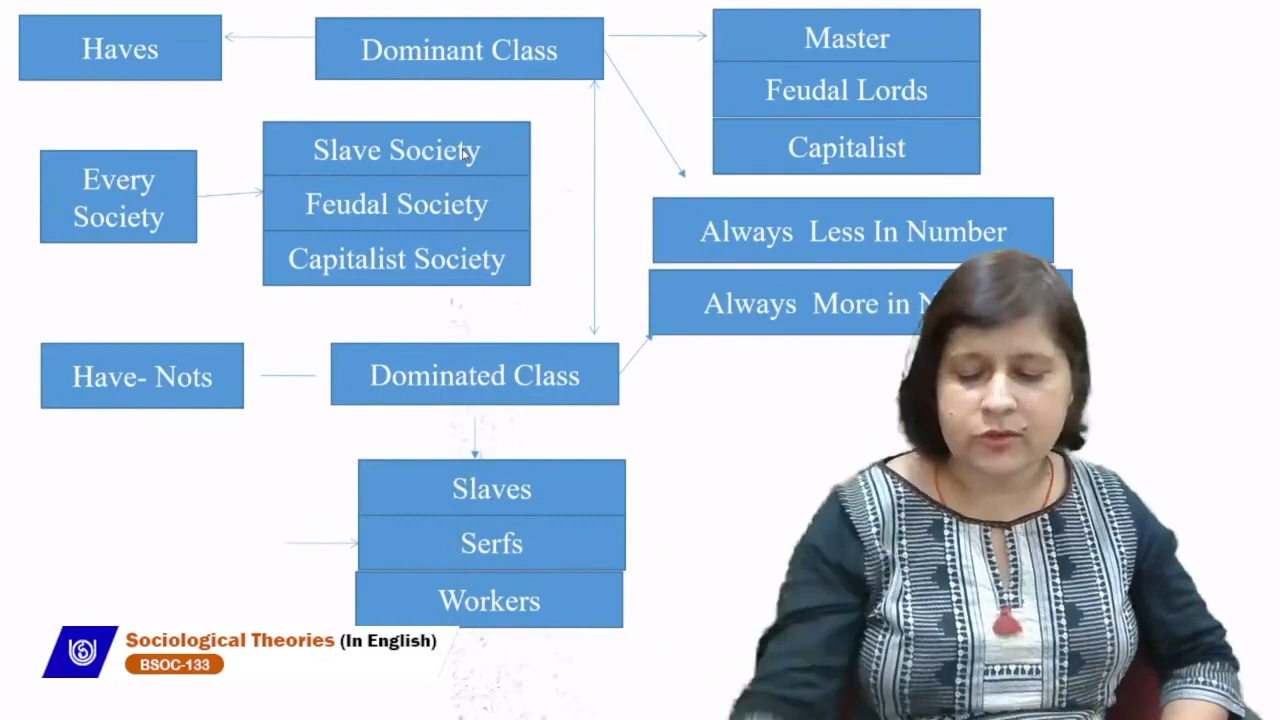 Haves
Dominant Class
Master
Feudal Lords
Capitalist
Every
Society
Slave Society
Feudal Society
Capitalist Society
Always Less In Number
Always More in
Have- Nots
Dominated Class
Slaves
Serfs
Workers
Sociological Theories (In English)
BSOC-133